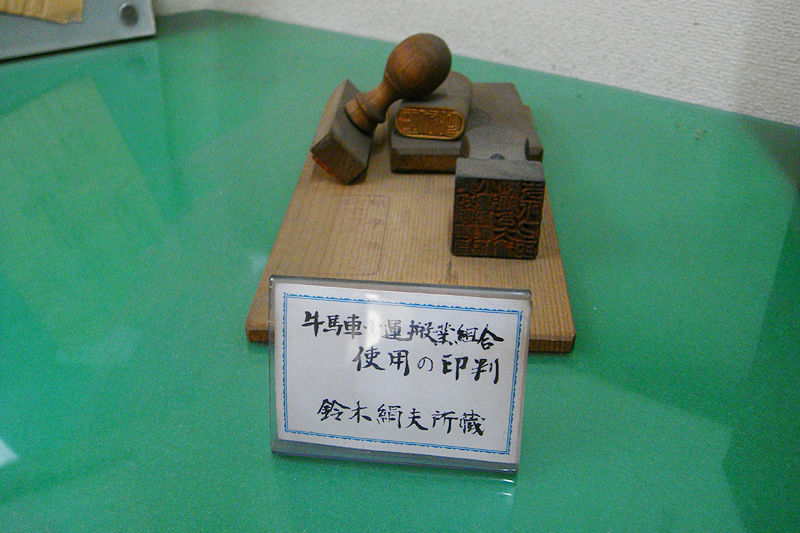 牛馬車小運搬業組合
使用の印判
鈴木絹夫所蔵